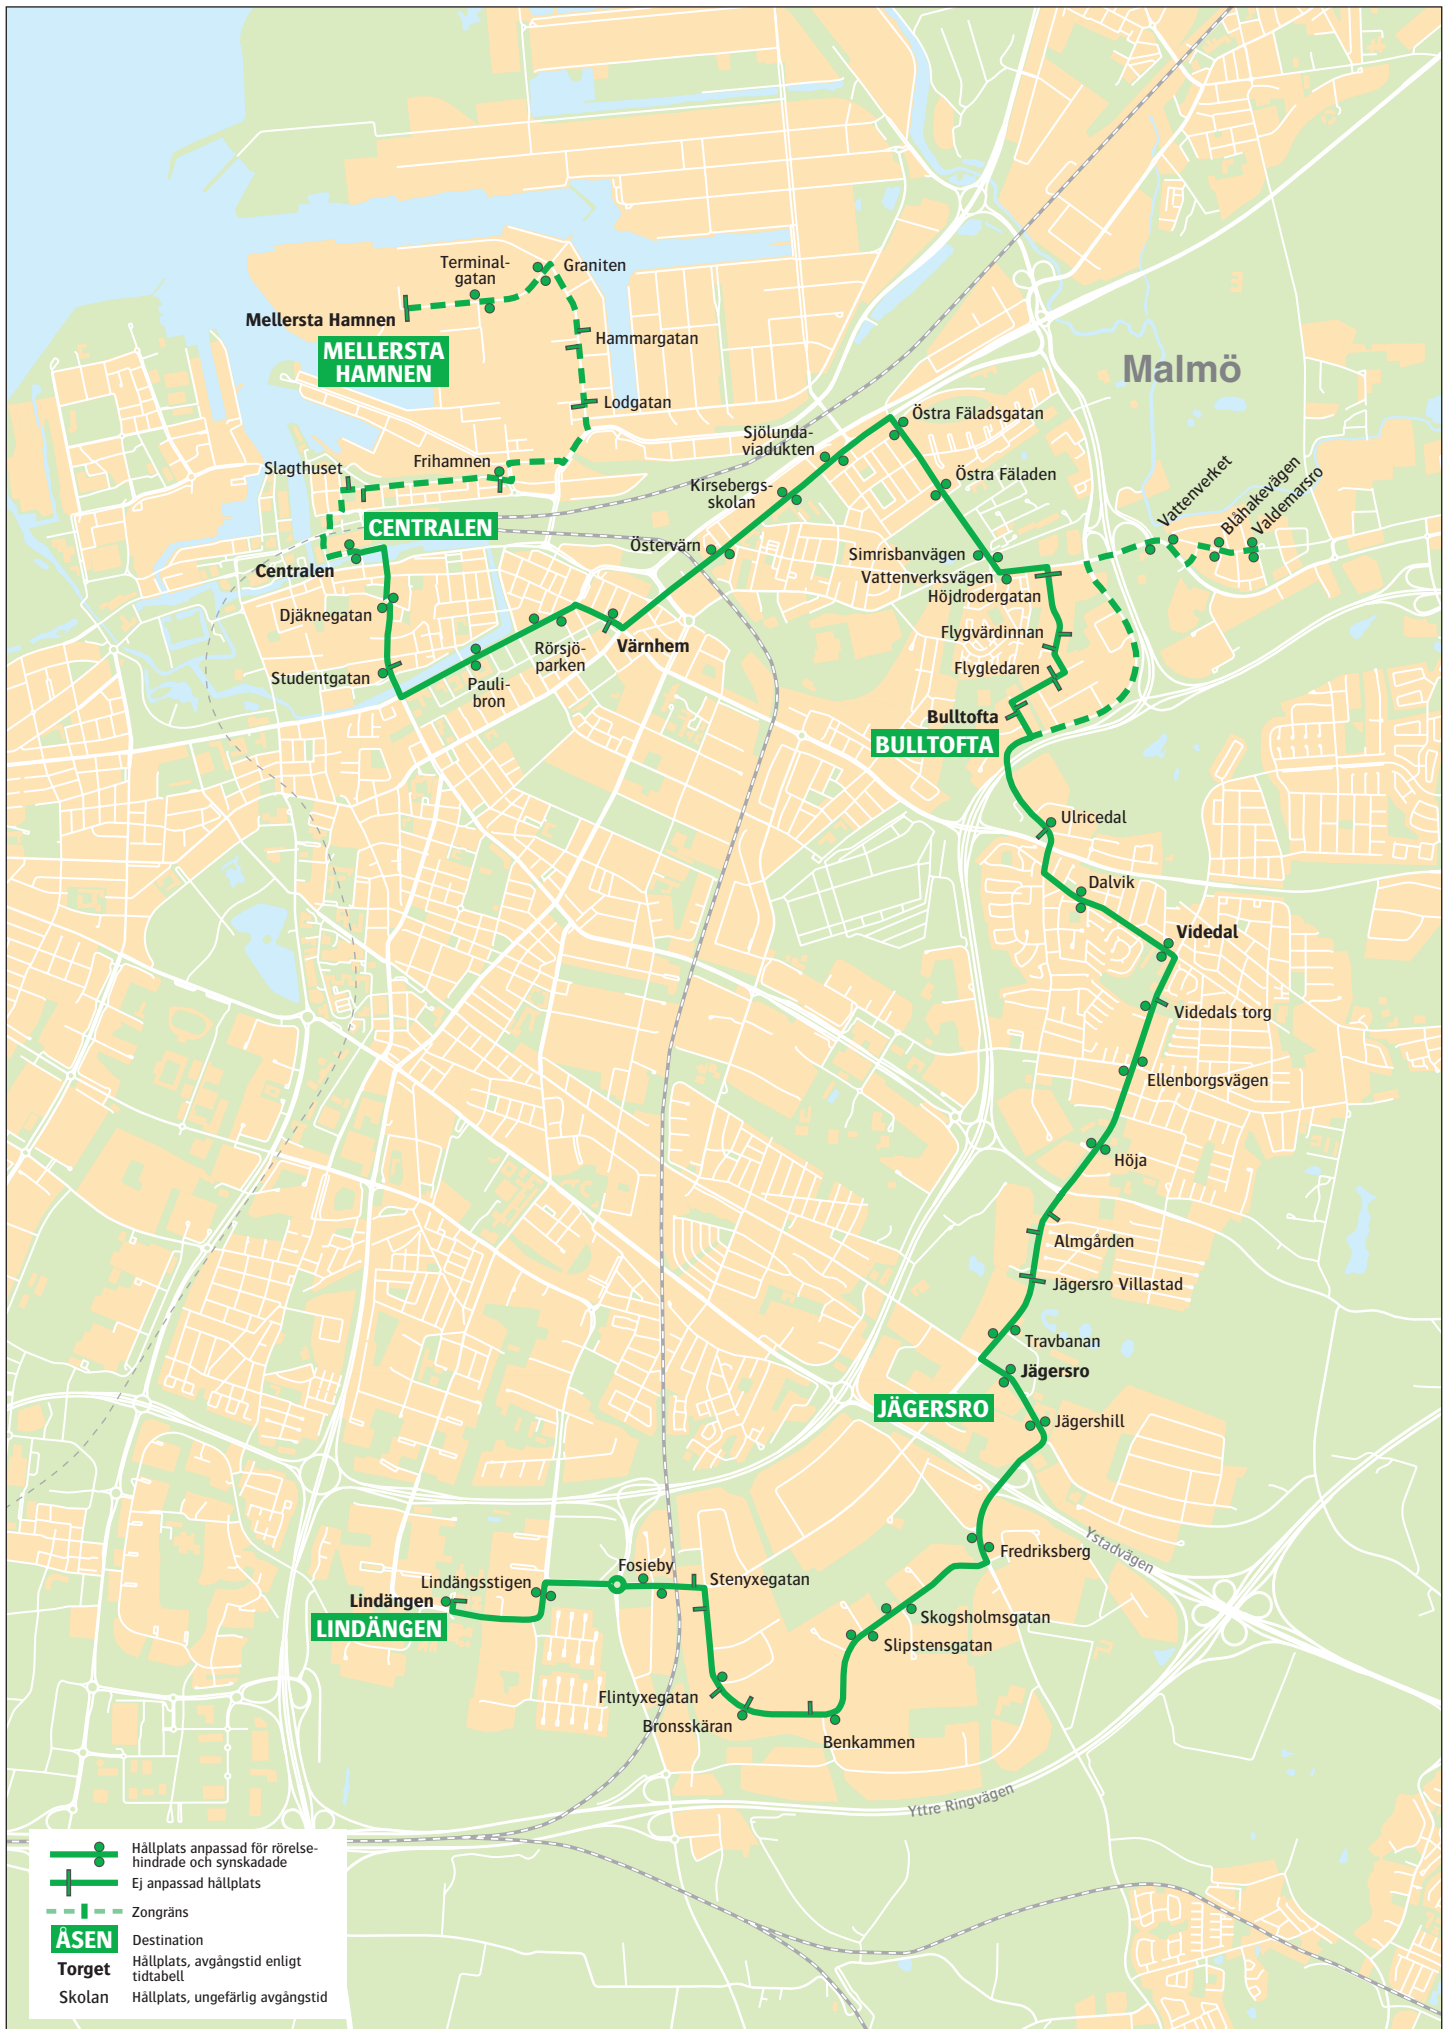 Terminal-
gatan
Graniten
Mellersta Hamnen
MELLERSTA
HAMNEN
Hammargatan
Malmö
Lodgatan
Östra Fäladsgatan
Sjölunda-
viadukten
Frihamnen
Slagthuset
Östra Fäladen
Kirsebergs-
skolan
Vattenverket
Blåhakevägen
Valdemarsro
CENTRALEN
Östervärn
Simrisbanvägen
Centralen
Vattenverksvägen
Höjdrodergatan
Djäknegatan
Flygvärdinnan
Rörsjö-
parken
Värnhem
Flygledaren
Studentgatan
Pauli-
bron
Bulltofta
BULLTOFTA
Ulricedal
Dalvik
Videdal
Videdals torg
Ellenborgsvägen
Höja
Almgården
Jägersro Villastad
Travbanan
Jägersro
JÄGERSRO
Jägershill
Ystadvägen
Fredriksberg
Fosieby
Stenyxegatan
Lindängsstigen
Lindängen
LINDÄNGEN
Skogsholmsgatan
Slipstensgatan
Flintyxegatan
Bronsskäran
Benkammen
Yttre Ringvägen
Hållplats anpassad för rörelse-
hindrade och synskadade
Ej anpassad hållplats
Zongräns
ÅSEN Destination
Torget Hållplats, avgångstid enligt
tidtabell
Skolan Hållplats, ungefärlig avgångstid